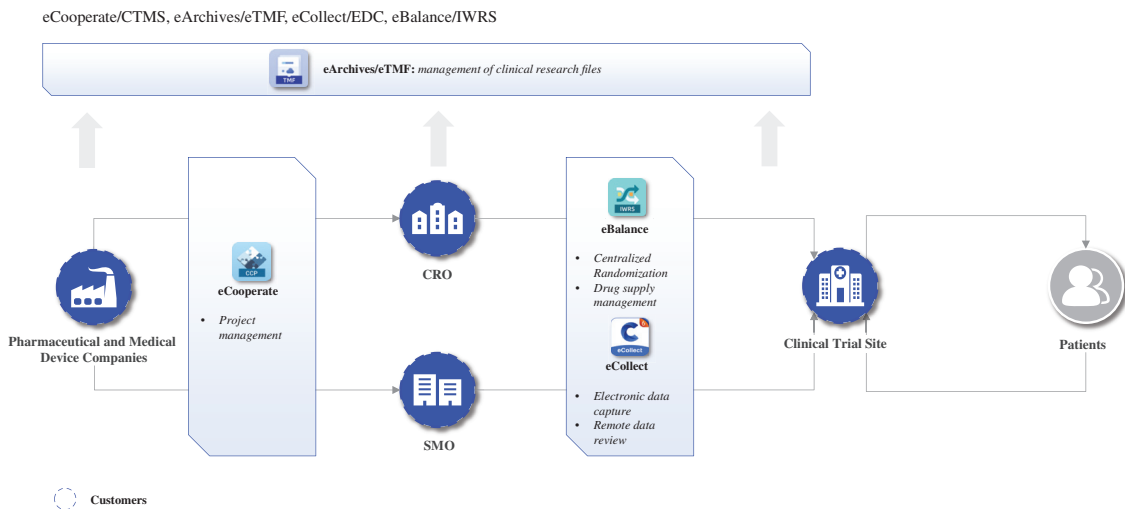 eCooperate/CTMS, eArchives/eTMF, eCollect/EDC, eBalance/IWRS
TMF
eArchives/eTMF: management of clinical research files
CCP
eCooperate
• Project
management
Pharmaceutical and Medical
Device Companies
CRO
SMO
IWRS
eBalance
• Centralized
Randomization
• Drug supply
management
eCollect
eCollect
• Electronic data
capture
• Remote data
review
Clinical Trial Site
Patients
Customers